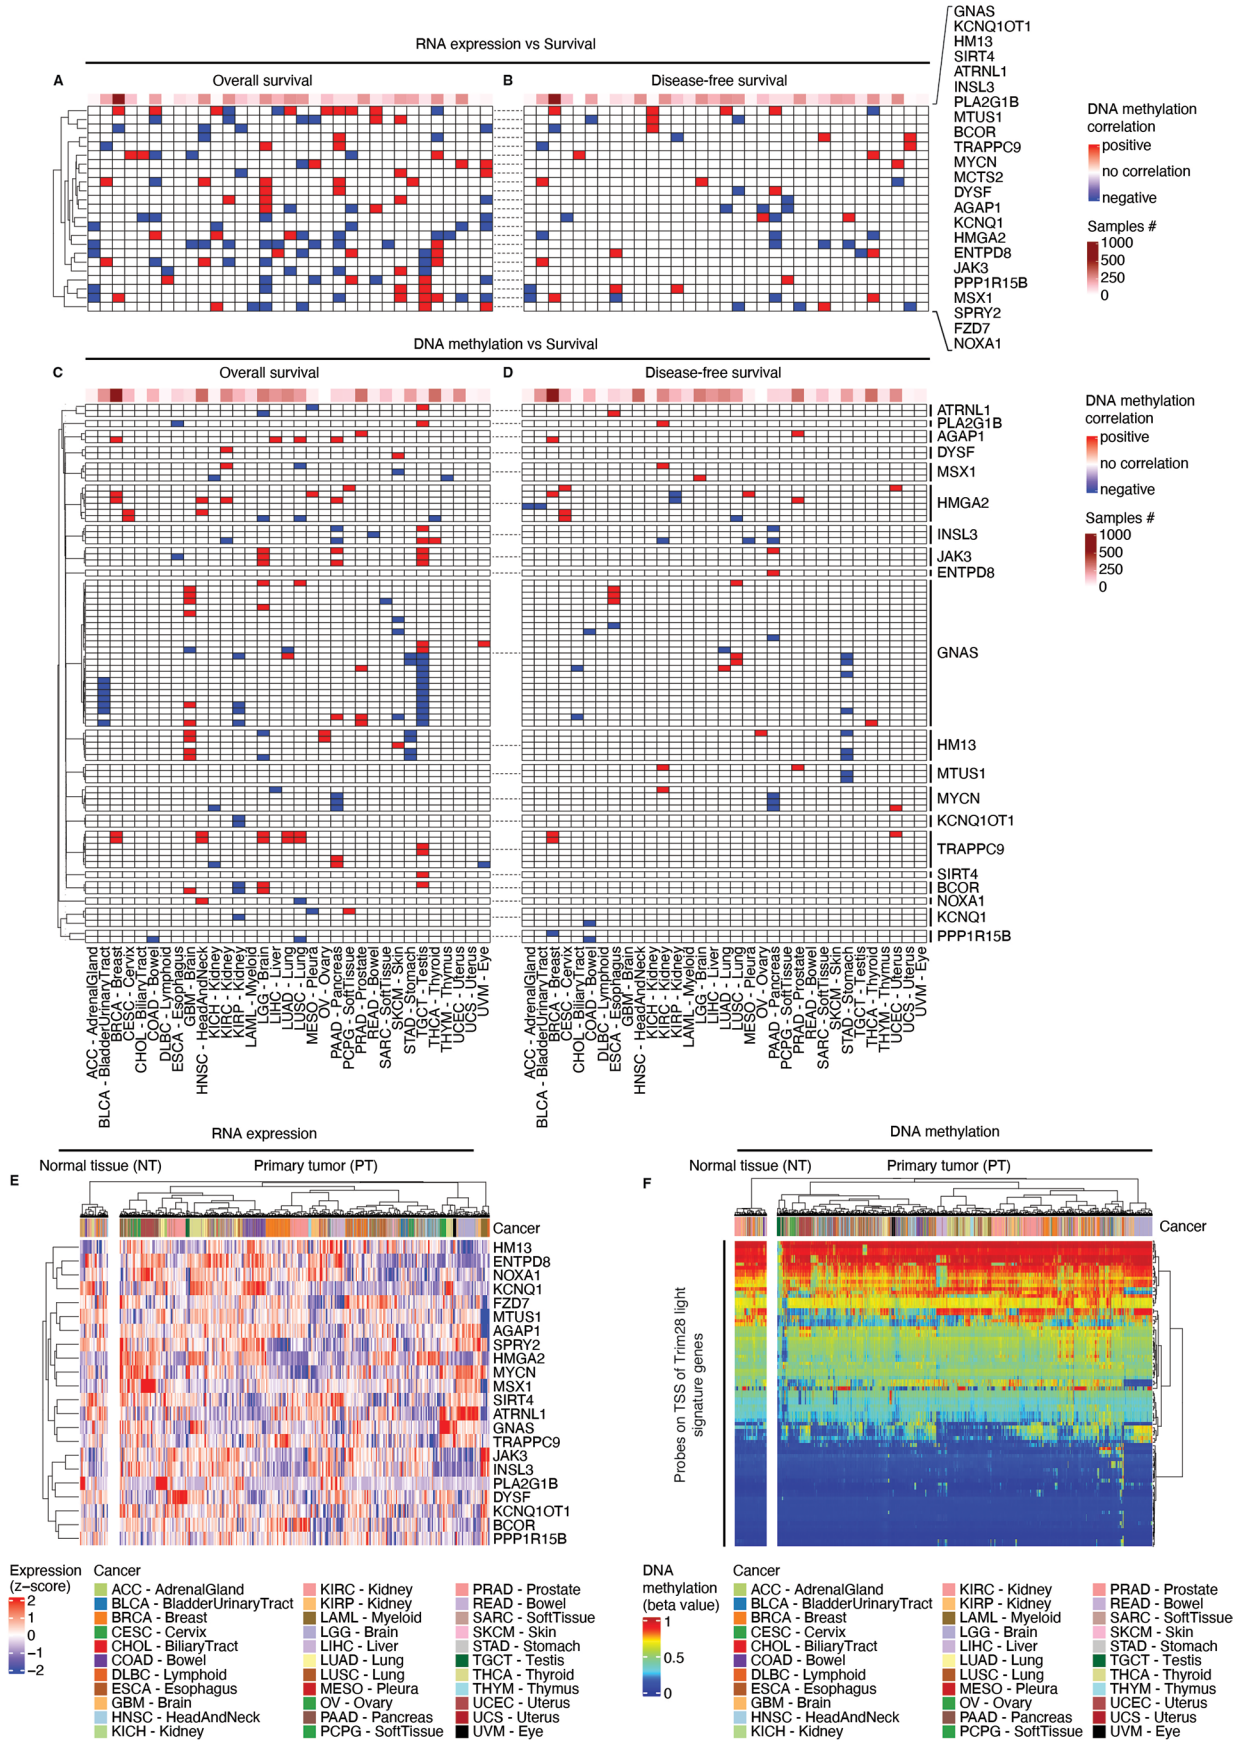 RNA expression vs Survival
A
Overall survival
B
Disease-free survival
GNAS
KCNQ1OT1
HM13
SIRT4
ATRNL1
INSL3
PLA2G1B
MTUS1
BCOR
TRAPPC9
MYCN
MCTS2
DYSF
AGAP1
KCNQ1
HMGA2
ENTPD8
JAK3
PPP1R15B
MSX1
SPRY2
FZD7
NOXA1
DNA methylation
correlation
positive
no correlation
negative
Samples #
1000
500
250
0
DNA methylation vs Survival
C
Overall survival
D
Disease-free survival
ATRNL1
PLA2G1B
AGAP1
DYSF
MSX1
HMGA2
INSL3
JAK3
ENTPD8
GNAS
HM13
MTUS1
MYCN
KCNQ1OT1
TRAPPC9
SIRT4
BCOR
NOXA1
KCNQ1
PPP1R15B
DNA methylation
correlation
positive
no correlation
negative
Samples #
1000
500
250
0
ACC - AdrenalGland
BLCA - BladderUrinaryTract
BRCA - Breast
CESC - Cervix
CHOL - BiliaryTract
COAD - Bowel
DLBC - Lymphoid
ESCA - Esophagus
GBM - Brain
HNSC - HeadAndNeck
KICH - Kidney
KIRC - Kidney
KIRP - Kidney
LAML - Myeloid
LGG - Brain
LIHC - Liver
LUAD - Lung
LUSC - Lung
MESO - Pleura
OV - Ovary
PAAD - Pancreas
PCPG - SoftTissue
PRAD - Prostate
READ - Bowel
SARC - SoftTissue
SKCM - Skin
STAD - Stomach
TGCT - Testis
THCA - Thyroid
THYM - Thymus
UCEC - Uterus
UCS - Uterus
UVM - Eye
ACC - AdrenalGland
BLCA - BladderUrinaryTract
BRCA - Breast
CESC - Cervix
CHOL - BiliaryTract
COAD - Bowel
DLBC - Lymphoid
ESCA - Esophagus
GBM - Brain
HNSC - HeadAndNeck
KICH - Kidney
KIRC - Kidney
KIRP - Kidney
LAML - Myeloid
LGG - Brain
LIHC - Liver
LUAD - Lung
LUSC - Lung
MESO - Pleura
OV - Ovary
PAAD - Pancreas
PCPG - SoftTissue
PRAD - Prostate
READ - Bowel
SARC - SoftTissue
SKCM - Skin
STAD - Stomach
TGCT - Testis
THCA - Thyroid
THYM - Thymus
UCEC - Uterus
UCS - Uterus
UVM - Eye
RNA expression
E
Normal tissue (NT)
Primary tumor (PT)
Cancer
HM13
ENTPD8
NOXA1
KCNQ1
FZD7
MTUS1
AGAP1
SPRY2
HMGA2
MYCN
MSX1
SIRT4
ATRNL1
GNAS
TRAPPC9
JAK3
INSL3
PLA2G1B
DYSF
KCNQ1OT1
BCOR
PPP1R15B
DNA methylation
F
Normal tissue (NT)
Primary tumor (PT)
Cancer
Probes on TSS of Trim28 light
signature genes
Expression
(z-score)
2
1
0
−1
−2
Cancer
ACC - AdrenalGland
BLCA - BladderUrinaryTract
BRCA - Breast
CESC - Cervix
CHOL - BiliaryTract
COAD - Bowel
DLBC - Lymphoid
ESCA - Esophagus
GBM - Brain
HNSC - HeadAndNeck
KICH - Kidney
KIRC - Kidney
KIRP - Kidney
LAML - Myeloid
LGG - Brain
LIHC - Liver
LUAD - Lung
LUSC - Lung
MESO - Pleura
OV - Ovary
PAAD - Pancreas
PCPG - SoftTissue
PRAD - Prostate
READ - Bowel
SARC - SoftTissue
SKCM - Skin
STAD - Stomach
TGCT - Testis
THCA - Thyroid
THYM - Thymus
UCEC - Uterus
UCS - Uterus
UVM - Eye
DNA
methylation
(beta value)
1
0.5
0
Cancer
ACC - AdrenalGland
BLCA - BladderUrinaryTract
BRCA - Breast
CESC - Cervix
CHOL - BiliaryTract
COAD - Bowel
DLBC - Lymphoid
ESCA - Esophagus
GBM - Brain
HNSC - HeadAndNeck
KICH - Kidney
KIRC - Kidney
KIRP - Kidney
LAML - Myeloid
LGG - Brain
LIHC - Liver
LUAD - Lung
LUSC - Lung
MESO - Pleura
OV - Ovary
PAAD - Pancreas
PCPG - SoftTissue
PRAD - Prostate
READ - Bowel
SARC - SoftTissue
SKCM - Skin
STAD - Stomach
TGCT - Testis
THCA - Thyroid
THYM - Thymus
UCEC - Uterus
UCS - Uterus
UVM - Eye